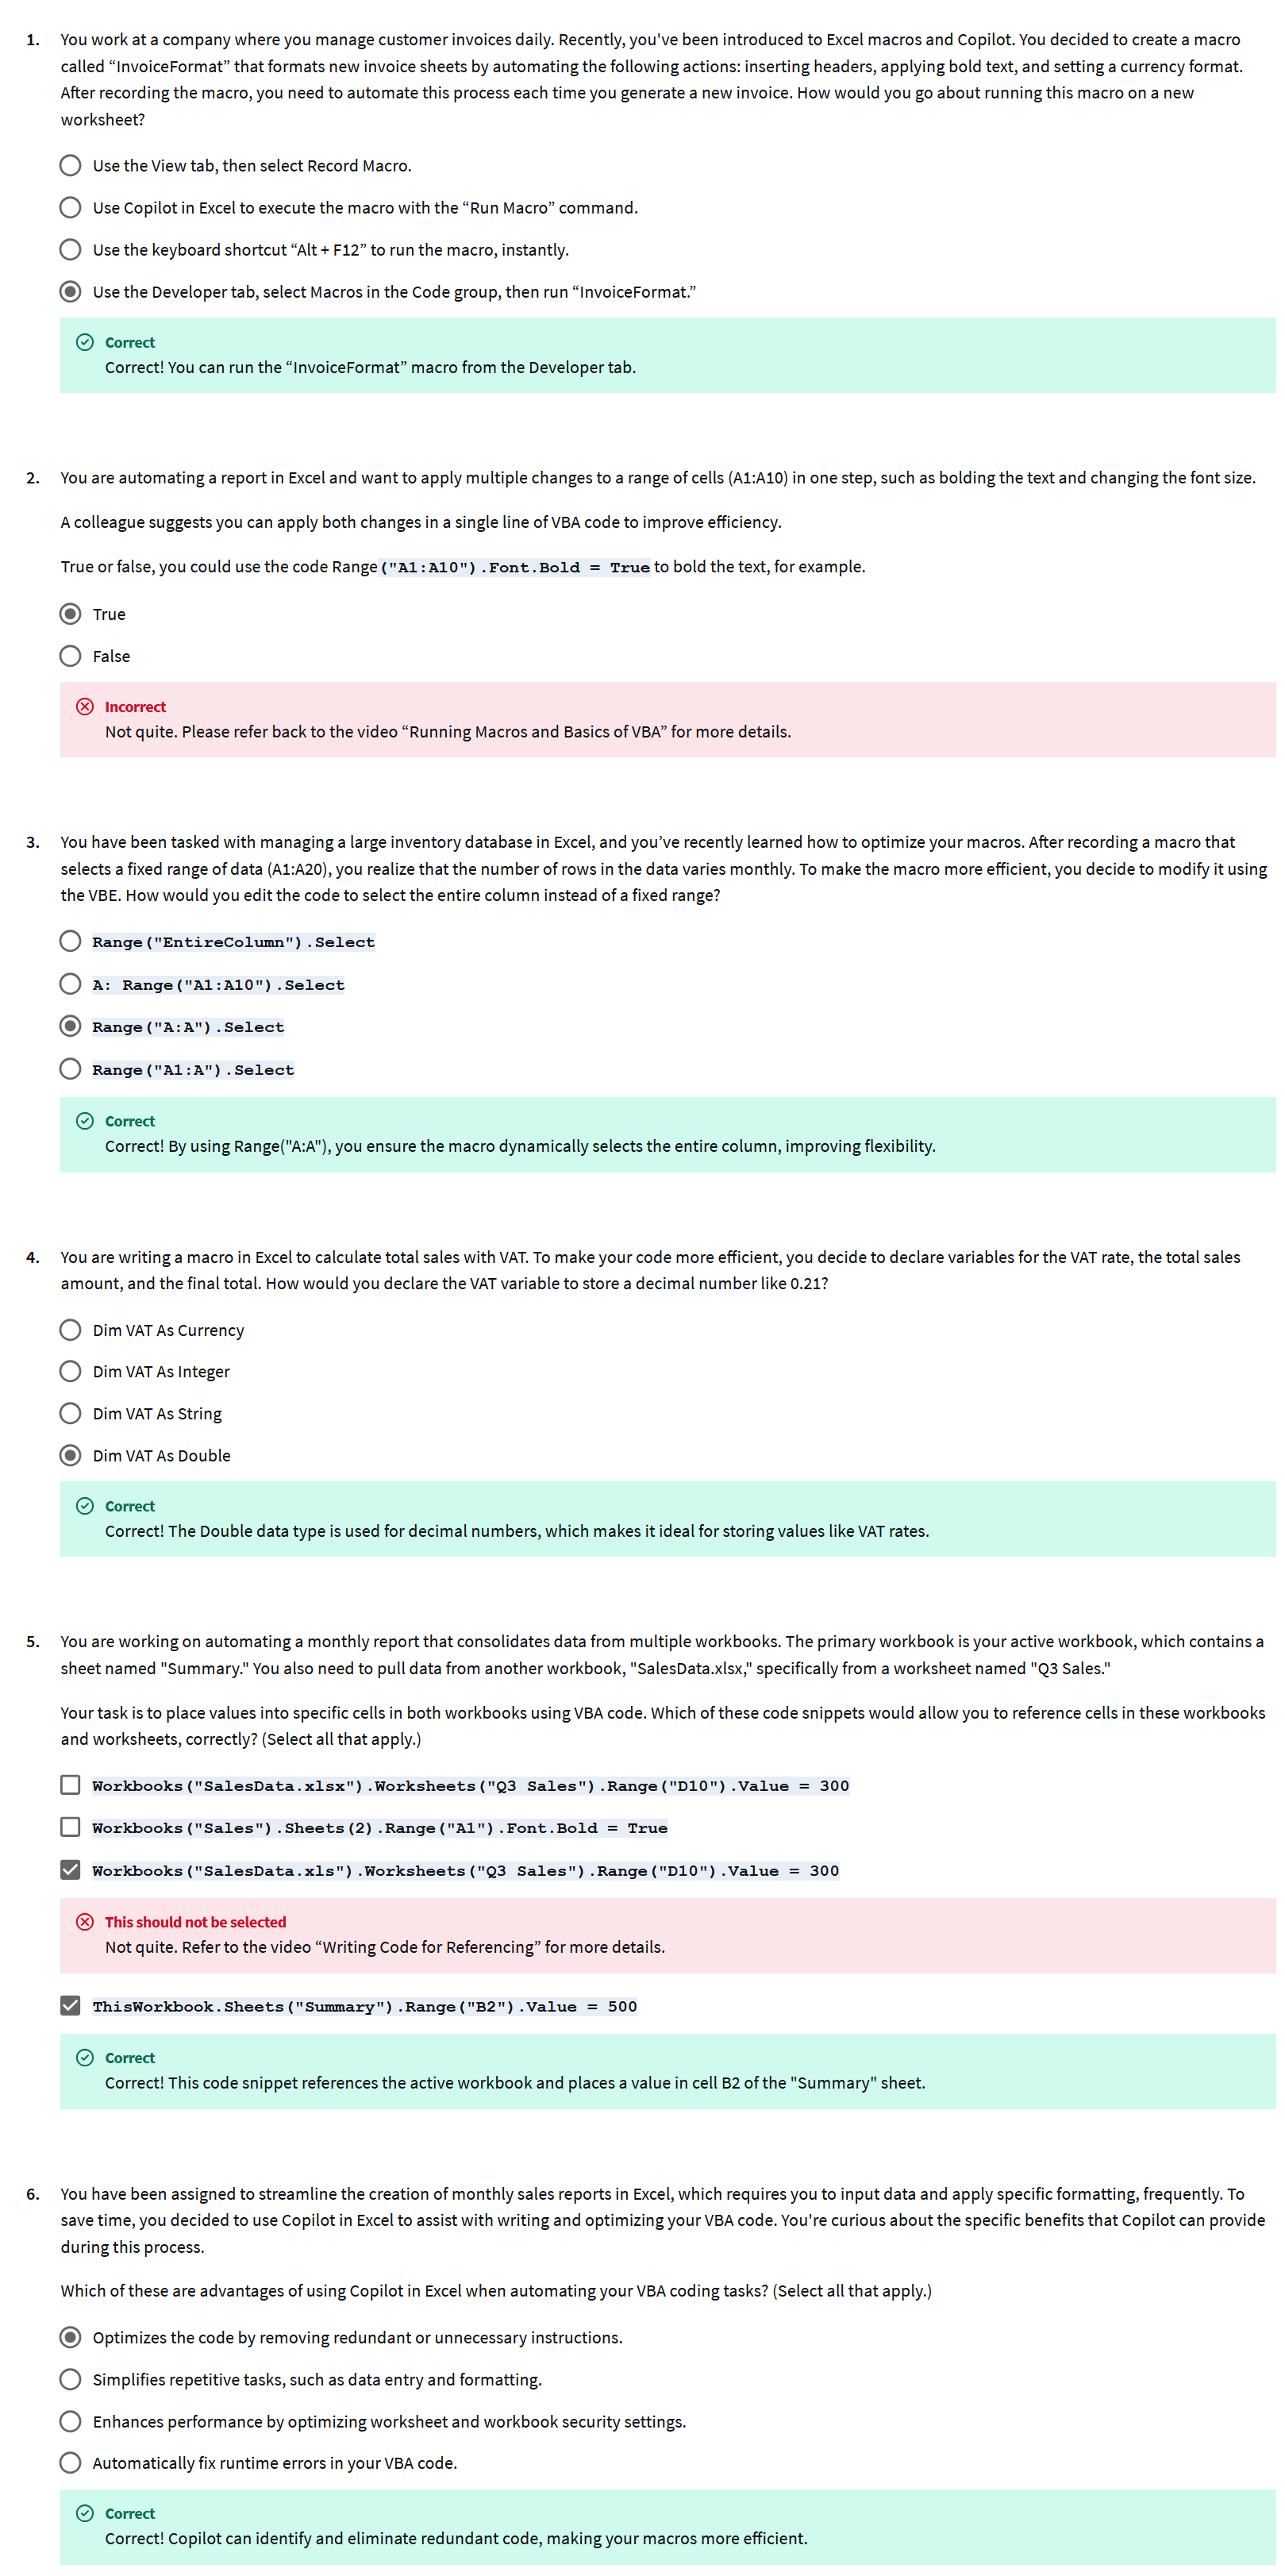 1. You work at a company where you manage customer invoices daily. Recently, you've been introduced to Excel macros and Copilot. You decided to create a macro
called “InvoiceFormat” that formats new invoice sheets by automating the following actions: inserting headers, applying bold text, and setting a currency format.
After recording the macro, you need to automate this process each time you generate a new invoice. How would you go about running this macro on a new
worksheet?
Use the View tab, then select Record Macro.
Use Copilot in Excel to execute the macro with the “Run Macro” command.
Use the keyboard shortcut “Alt + F12” to run the macro, instantly.
Use the Developer tab, select Macros in the Code group, then run “InvoiceFormat.”
Correct
Correct! You can run the “InvoiceFormat” macro from the Developer tab.
2. You are automating a report in Excel and want to apply multiple changes to a range of cells (A1:A10) in one step, such as bolding the text and changing the font size.
A colleague suggests you can apply both changes in a single line of VBA code to improve efficiency.
True or false, you could use the code Range("A1:A10").Font.Bold = True to bold the text, for example.
True
False
Incorrect
Not quite. Please refer back to the video “Running Macros and Basics of VBA” for more details.
3. You have been tasked with managing a large inventory database in Excel, and you’ve recently learned how to optimize your macros. After recording a macro that
selects a fixed range of data (A1:A20), you realize that the number of rows in the data varies monthly. To make the macro more efficient, you decide to modify it using
the VBE. How would you edit the code to select the entire column instead of a fixed range?
Range("EntireColumn").Select
A: Range("A1:A10").Select
Range("A:A").Select
Range("A1:A").Select
Correct
Correct! By using Range("A:A"), you ensure the macro dynamically selects the entire column, improving flexibility.
4. You are writing a macro in Excel to calculate total sales with VAT. To make your code more efficient, you decide to declare variables for the VAT rate, the total sales
amount, and the final total. How would you declare the VAT variable to store a decimal number like 0.21?
Dim VAT As Currency
Dim VAT As Integer
Dim VAT As String
Dim VAT As Double
Correct
Correct! The Double data type is used for decimal numbers, which makes it ideal for storing values like VAT rates.
5. You are working on automating a monthly report that consolidates data from multiple workbooks. The primary workbook is your active workbook, which contains a
sheet named "Summary." You also need to pull data from another workbook, "SalesData.xlsx," specifically from a worksheet named "Q3 Sales."
Your task is to place values into specific cells in both workbooks using VBA code. Which of these code snippets would allow you to reference cells in these workbooks
and worksheets, correctly? (Select all that apply.)
Workbooks("SalesData.xlsx").Worksheets("Q3 Sales").Range("D10").Value = 300
Workbooks("Sales").Sheets(2).Range("A1").Font.Bold = True
Workbooks("SalesData.xls").Worksheets("Q3 Sales").Range("D10").Value = 300
This should not be selected
Not quite. Refer to the video “Writing Code for Referencing” for more details.
ThisWorkbook.Sheets("Summary").Range("B2").Value = 500
Correct
Correct! This code snippet references the active workbook and places a value in cell B2 of the "Summary" sheet.
6. You have been assigned to streamline the creation of monthly sales reports in Excel, which requires you to input data and apply specific formatting, frequently. To
save time, you decided to use Copilot in Excel to assist with writing and optimizing your VBA code. You're curious about the specific benefits that Copilot can provide
during this process.
Which of these are advantages of using Copilot in Excel when automating your VBA coding tasks? (Select all that apply.)
Optimizes the code by removing redundant or unnecessary instructions.
Simplifies repetitive tasks, such as data entry and formatting.
Enhances performance by optimizing worksheet and workbook security settings.
Automatically fix runtime errors in your VBA code.
Correct
Correct! Copilot can identify and eliminate redundant code, making your macros more efficient.